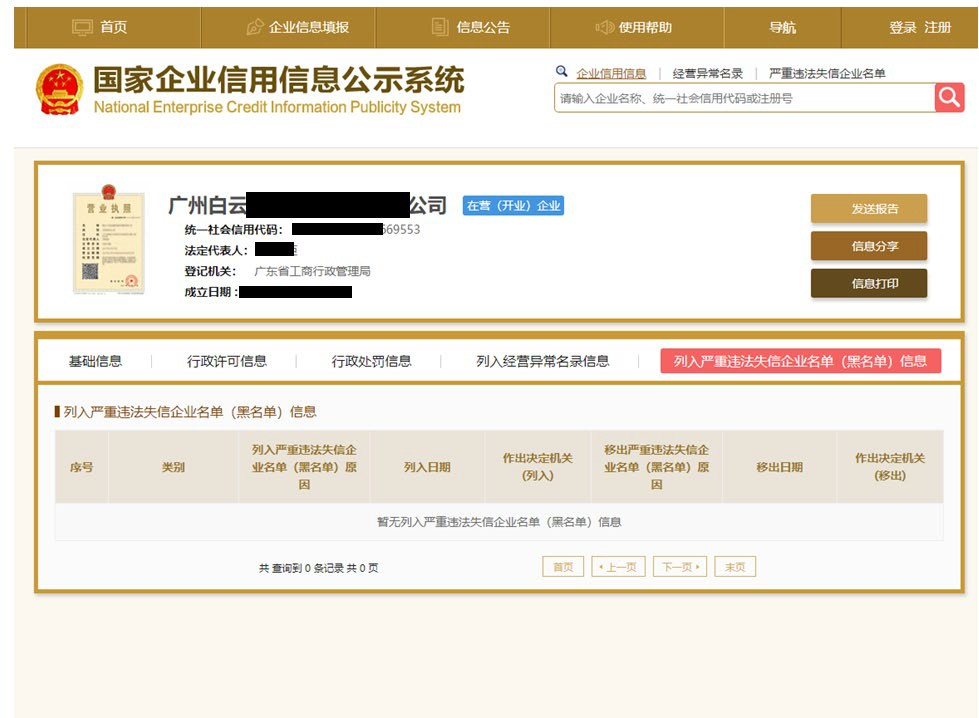 首页 企业信息填报 信息公告 使用帮助 导航 登录 注册
国家企业信用信息公示系统
National Enterprise Credit Information Publicity System
企业信用信息 | 经营异常名录 | 严重违法失信企业名单
请输入企业名称、统一社会信用代码或注册号
营业执照
广州白云 公司 在营（开业）企业
统一社会信用代码： 669553
法定代表人：
登记机关： 广东省工商行政管理局
成立日期：
发送报告
信息分享
信息打印
基础信息 | 行政许可信息 | 行政处罚信息 | 列入经营异常名录信息 | 列入严重违法失信企业名单（黑名单）信息
列入严重违法失信企业名单（黑名单）信息
序号 类别 列入严重违法失信企业名单（黑名单）原因 列入日期 作出决定机关(列入) 移出严重违法失信企业名单（黑名单）原因 移出日期 作出决定机关(移出)
暂无列入严重违法失信企业名单（黑名单）信息
共 查询到 0 条记录 共 0 页 首页 上一页 下一页 末页